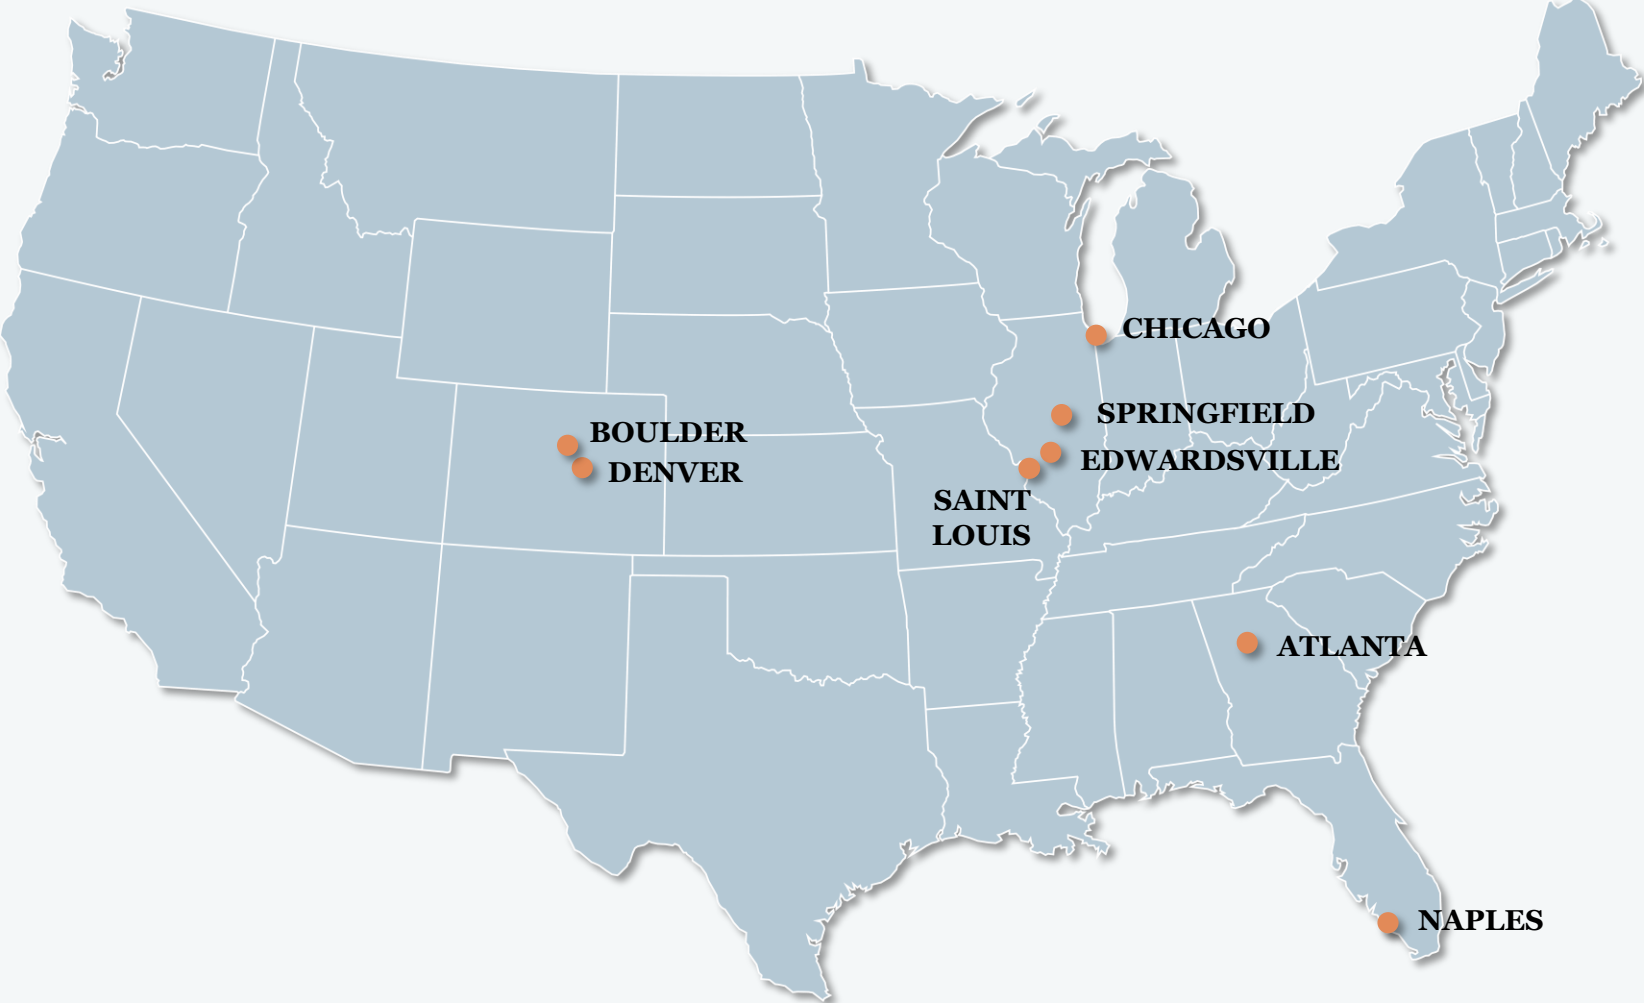 CHICAGO
SPRINGFIELD
BOULDER
EDWARDSVILLE
DENVER
SAINT
LOUIS
ATLANTA
NAPLES